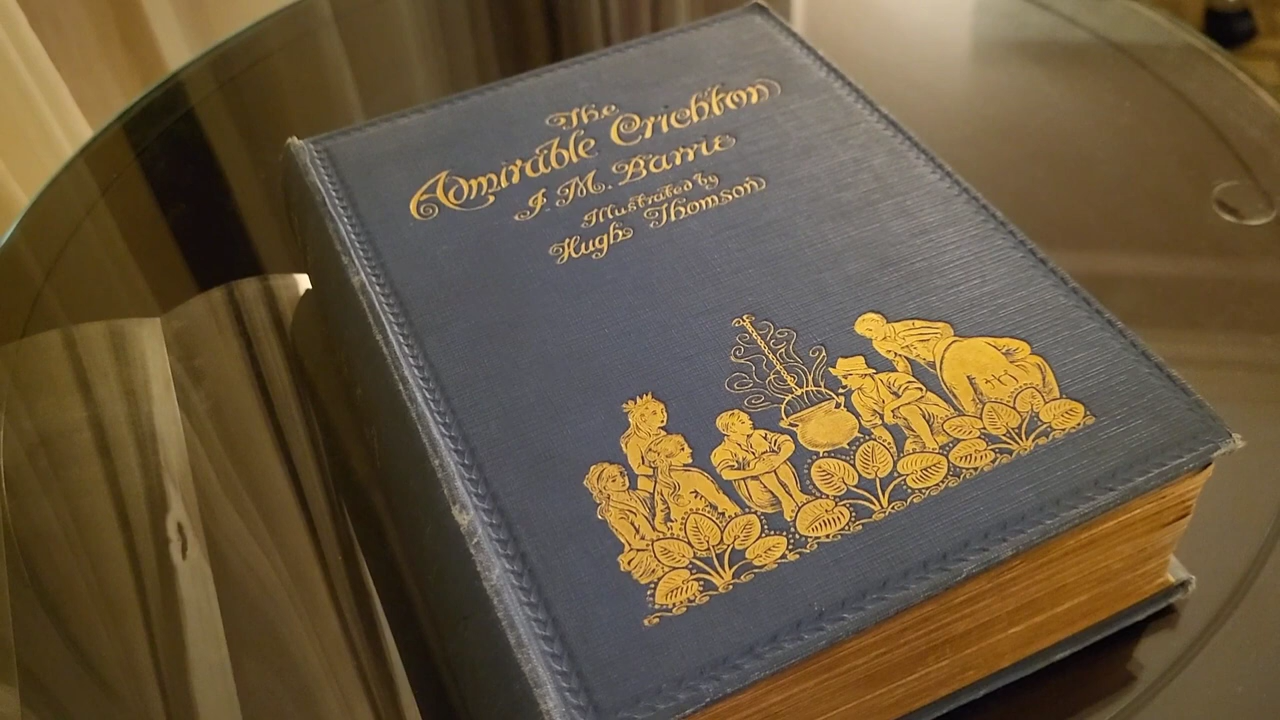 The
Admirable Crichton
J. M. Barrie
Illustrated by
Hugh Thomson